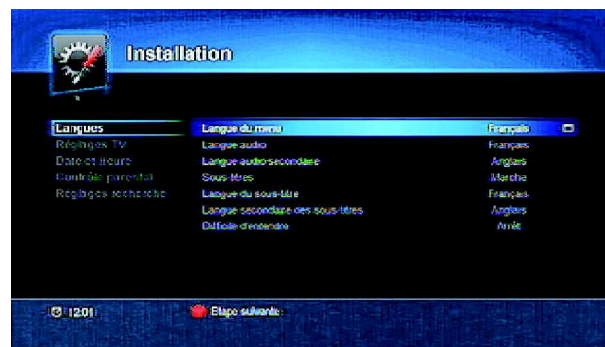 Installation
Langues
Réglages TV
Date et heure
Contrôle parental
Réglages recherche
Langue du menu Français
Langue audio Français
Langue audio secondaire Anglais
Sous-titres Marche
Langue du sous-titre Français
Langue secondaire des sous-titres Anglais
Difficile d'entendre Arrêt
12:01 Etape suivante